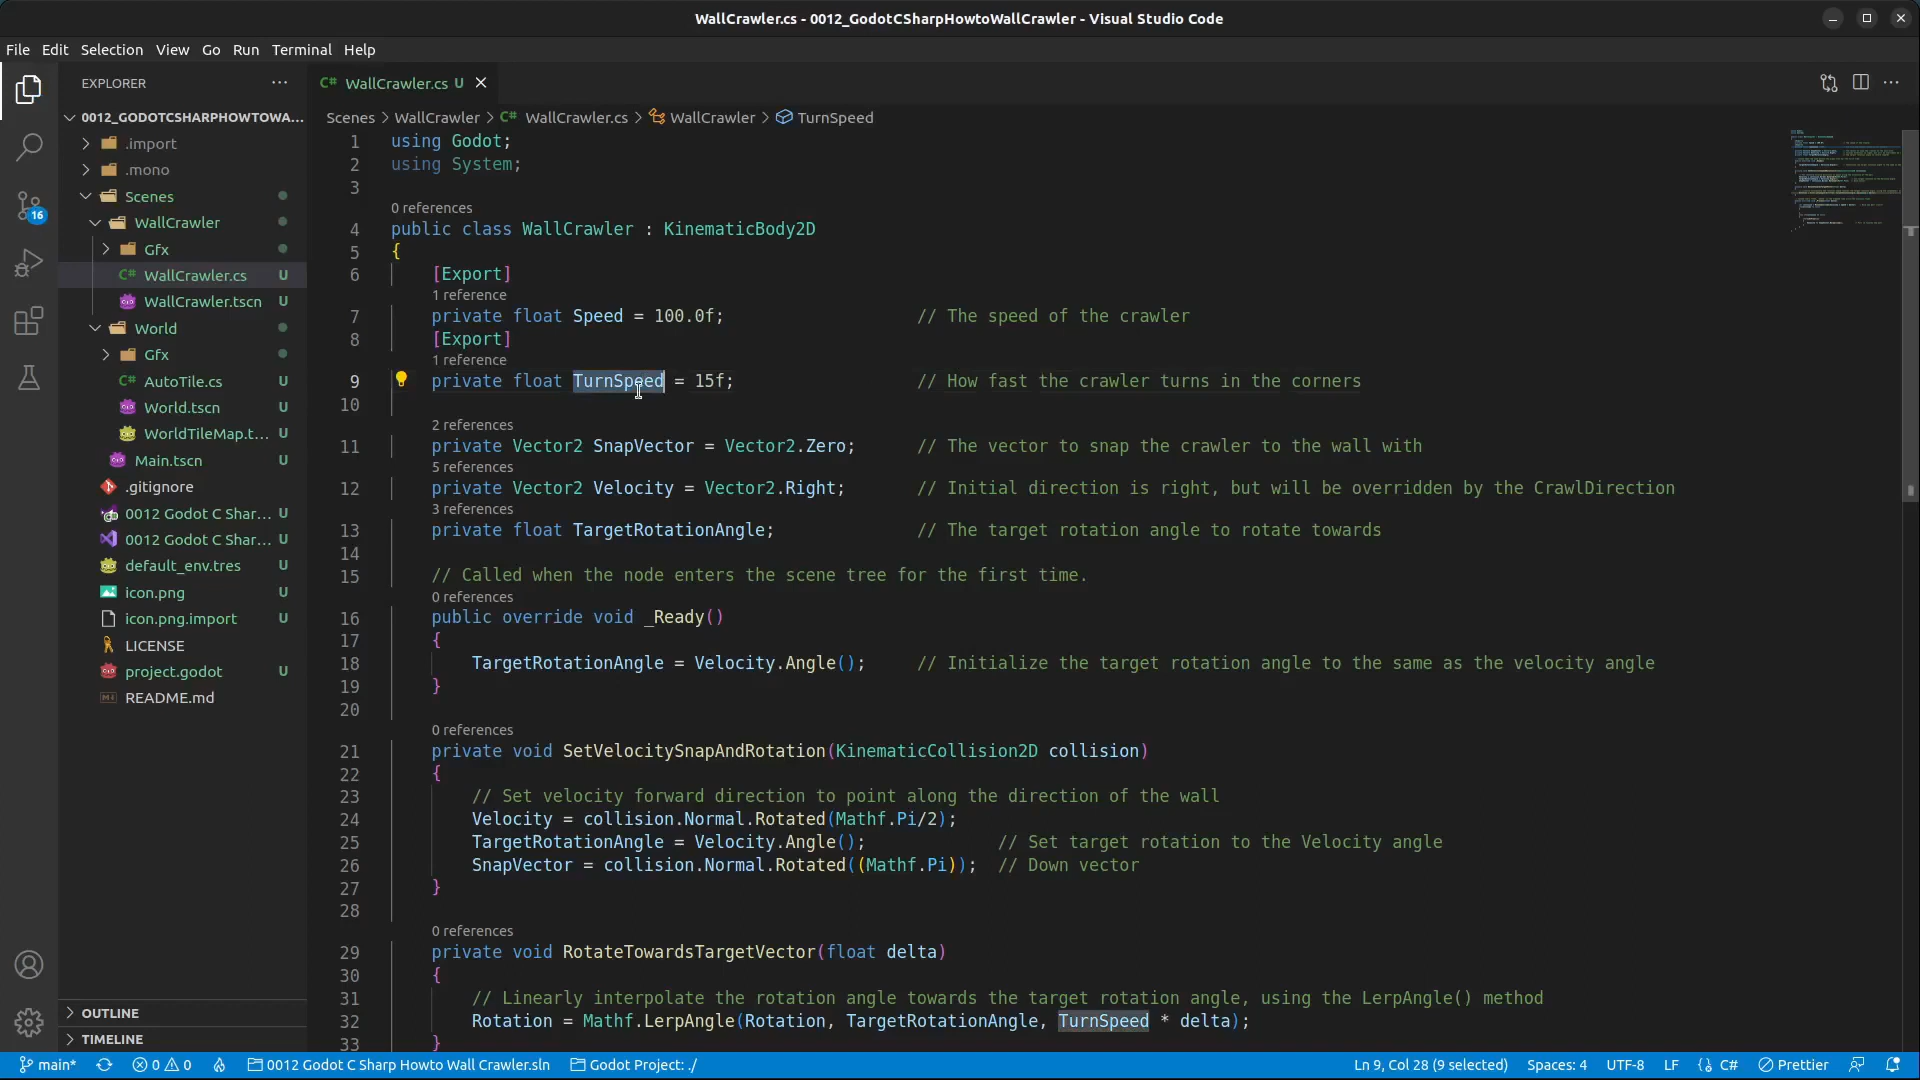 WallCrawler.cs - 0012_GodotCSharpHowtoWallCrawler - Visual Studio Code
File Edit Selection View Go Run Terminal Help
EXPLORER
0012_GODOTCSHARPHOWTOWA...
.import
.mono
Scenes
WallCrawler
Gfx
WallCrawler.cs U
WallCrawler.tscn U
World
Gfx
AutoTile.cs U
World.tscn U
WorldTileMap.t... U
Main.tscn U
.gitignore
0012 Godot C Shar... U
0012 Godot C Shar... U
default_env.tres U
icon.png U
icon.png.import U
LICENSE
project.godot U
README.md
OUTLINE
TIMELINE
16
C# WallCrawler.cs U
Scenes > WallCrawler > C# WallCrawler.cs > WallCrawler > TurnSpeed
1 using Godot;
2 using System;
3
0 references
4 public class WallCrawler : KinematicBody2D
5 {
6 [Export]
1 reference
7 private float Speed = 100.0f; // The speed of the crawler
8 [Export]
1 reference
9 private float TurnSpeed = 15f; // How fast the crawler turns in the corners
10
2 references
11 private Vector2 SnapVector = Vector2.Zero; // The vector to snap the crawler to the wall with
5 references
12 private Vector2 Velocity = Vector2.Right; // Initial direction is right, but will be overridden by the CrawlDirection
3 references
13 private float TargetRotationAngle; // The target rotation angle to rotate towards
14
15 // Called when the node enters the scene tree for the first time.
0 references
16 public override void _Ready()
17 {
18 TargetRotationAngle = Velocity.Angle(); // Initialize the target rotation angle to the same as the velocity angle
19 }
20
0 references
21 private void SetVelocitySnapAndRotation(KinematicCollision2D collision)
22 {
23 // Set velocity forward direction to point along the direction of the wall
24 Velocity = collision.Normal.Rotated(Mathf.Pi/2);
25 TargetRotationAngle = Velocity.Angle(); // Set target rotation to the Velocity angle
26 SnapVector = collision.Normal.Rotated((Mathf.Pi)); // Down vector
27 }
28
0 references
29 private void RotateTowardsTargetVector(float delta)
30 {
31 // Linearly interpolate the rotation angle towards the target rotation angle, using the LerpAngle() method
32 Rotation = Mathf.LerpAngle(Rotation, TargetRotationAngle, TurnSpeed * delta);
33 }
main* 0 0 0012 Godot C Sharp Howto Wall Crawler.sln Godot Project: ./ Ln 9, Col 28 (9 selected) Spaces: 4 UTF-8 LF {} C# Prettier